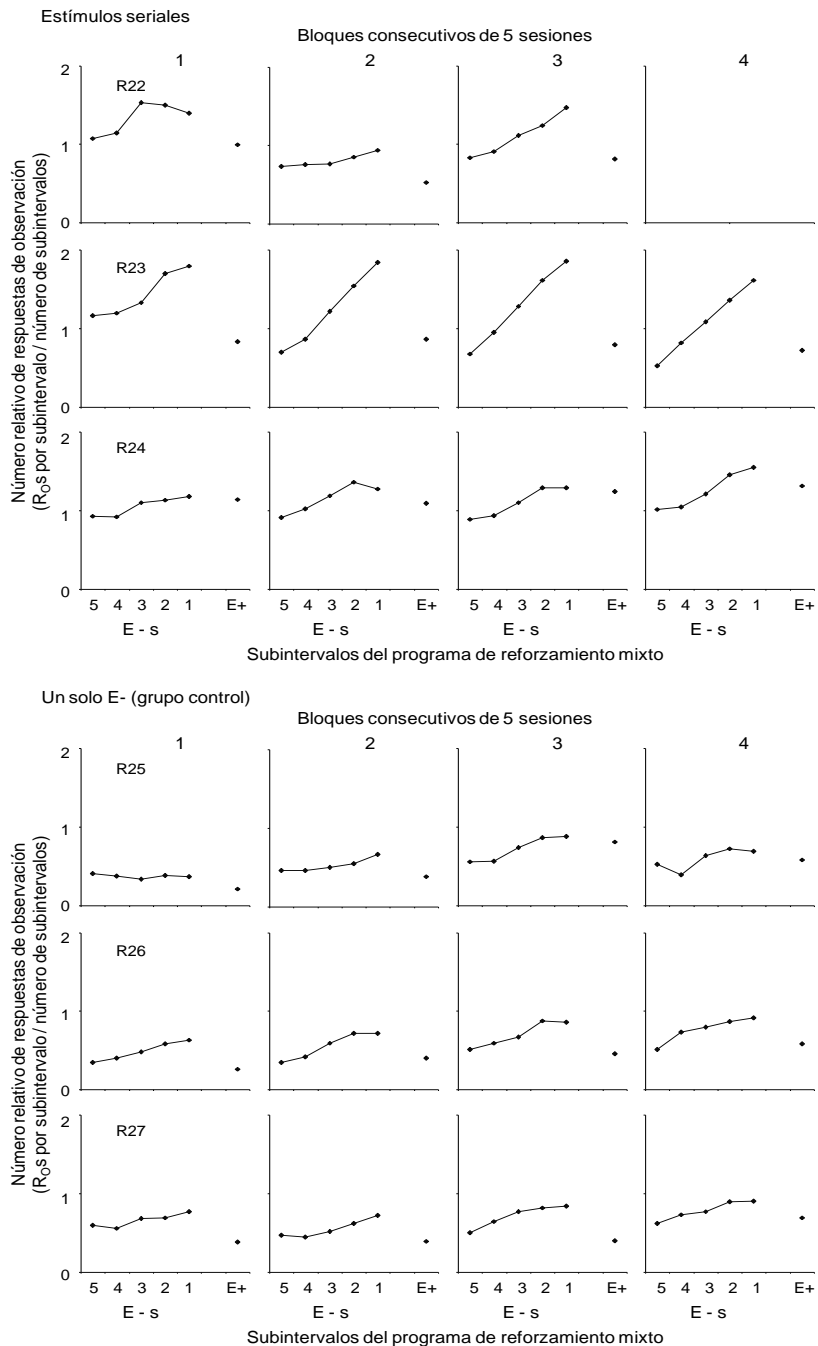 Estímulos seriales
Bloques consecutivos de 5 sesiones
1 2 3 4
Número relativo de respuestas de observación
(ROs por subintervalo / número de subintervalos)
2
R22
1
0
2
R23
1
0
2
R24
1
0
5 4 3 2 1 E+ 5 4 3 2 1 E+ 5 4 3 2 1 E+ 5 4 3 2 1 E+
E - s E - s E - s E - s
Subintervalos del programa de reforzamiento mixto
Un solo E- (grupo control)
Bloques consecutivos de 5 sesiones
1 2 3 4
Número relativo de respuestas de observación
(ROs por subintervalo / número de subintervalos)
2
R25
1
0
2
R26
1
0
2
R27
1
0
5 4 3 2 1 E+ 5 4 3 2 1 E+ 5 4 3 2 1 E+ 5 4 3 2 1 E+
E - s E - s E - s E - s
Subintervalos del programa de reforzamiento mixto